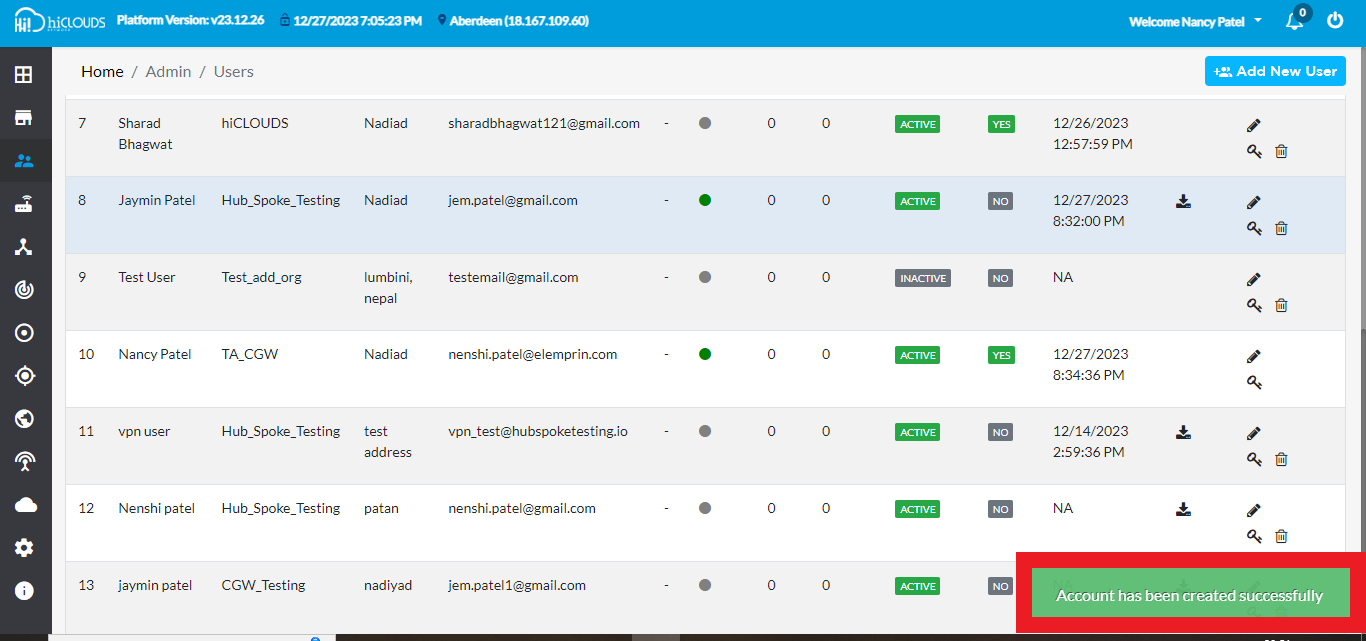 hiCLOUDS Platform Version: v23.12.26 12/27/2023 7:05:23 PM Aberdeen (18.167.109.60) Welcome Nancy Patel 0
Home / Admin / Users Add New User
7 Sharad Bhagwat hiCLOUDS Nadiad sharadbhagwat121@gmail.com - 0 0 ACTIVE YES 12/26/2023 12:57:59 PM
8 Jaymin Patel Hub_Spoke_Testing Nadiad jem.patel@gmail.com - 0 0 ACTIVE NO 12/27/2023 8:32:00 PM
9 Test User Test_add_org lumbini, nepal testemail@gmail.com - 0 0 INACTIVE NO NA
10 Nancy Patel TA_CGW Nadiad nenshi.patel@elemprin.com - 0 0 ACTIVE YES 12/27/2023 8:34:36 PM
11 vpn user Hub_Spoke_Testing test address vpn_test@hubspoketesting.io - 0 0 ACTIVE NO 12/14/2023 2:59:36 PM
12 Nenshi patel Hub_Spoke_Testing patan nenshi.patel@gmail.com - 0 0 ACTIVE NO NA
13 jaymin patel CGW_Testing nadiyad jem.patel1@gmail.com - 0 0 ACTIVE NO NA
Account has been created successfully